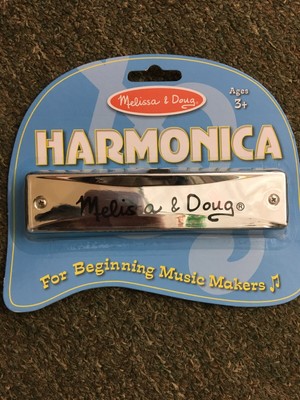 Melissa & Doug®
Ages
3+
HARMONICA
Melissa & Doug®
For Beginning Music Makers